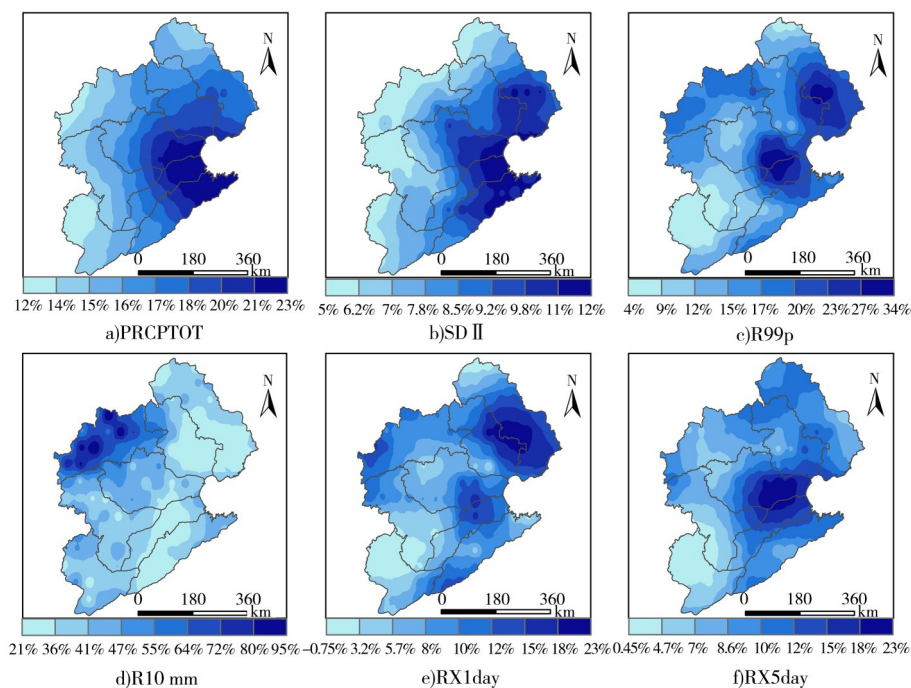 N
N
N
0 180 360
km
0 180 360
km
0 180 360
km
12% 14% 15% 16% 17% 18% 20% 21% 23%
5% 6.2% 7% 7.8% 8.5% 9.2% 9.8% 11% 12%
4% 9% 12% 15% 17% 20% 23% 27% 34%
a)PRCPTOT
b)SD Ⅱ
c)R99p
N
N
N
0 180 360
km
0 180 360
km
0 180 360
km
21% 36% 41% 47% 55% 64% 72% 80% 95%
−0.75% 3.2% 5.7% 8% 10% 12% 15% 18% 23%
0.45% 4.7% 7% 8.6% 10% 12% 15% 18% 23%
d)R10 mm
e)RX1day
f)RX5day